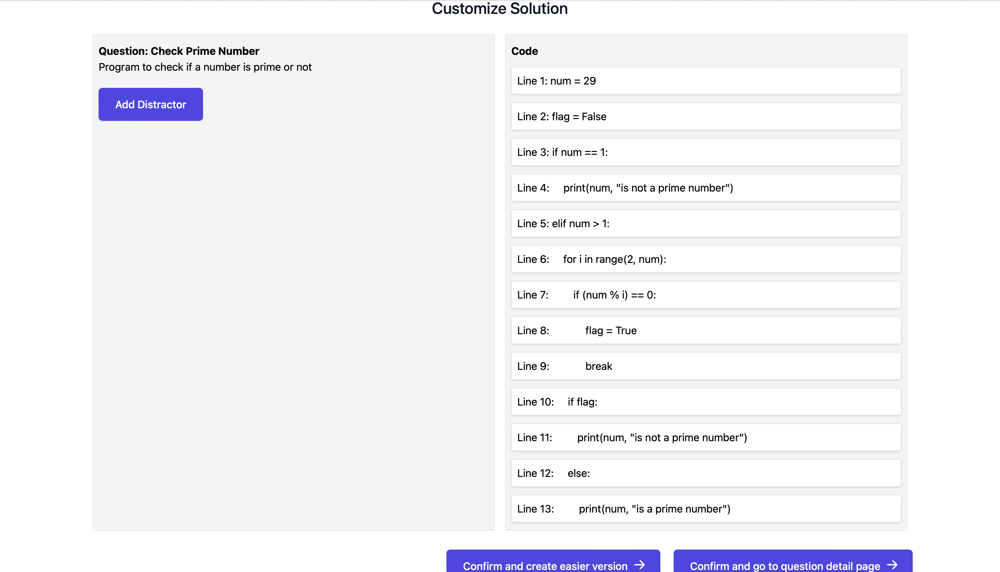 Customize Solution
Question: Check Prime Number
Program to check if a number is prime or not
Add Distractor
Code
Line 1: num = 29
Line 2: flag = False
Line 3: if num == 1:
Line 4:     print(num, "is not a prime number")
Line 5: elif num > 1:
Line 6:     for i in range(2, num):
Line 7:         if (num % i) == 0:
Line 8:             flag = True
Line 9:             break
Line 10:     if flag:
Line 11:         print(num, "is not a prime number")
Line 12:     else:
Line 13:         print(num, "is a prime number")
Confirm and create easier version →
Confirm and go to question detail page →